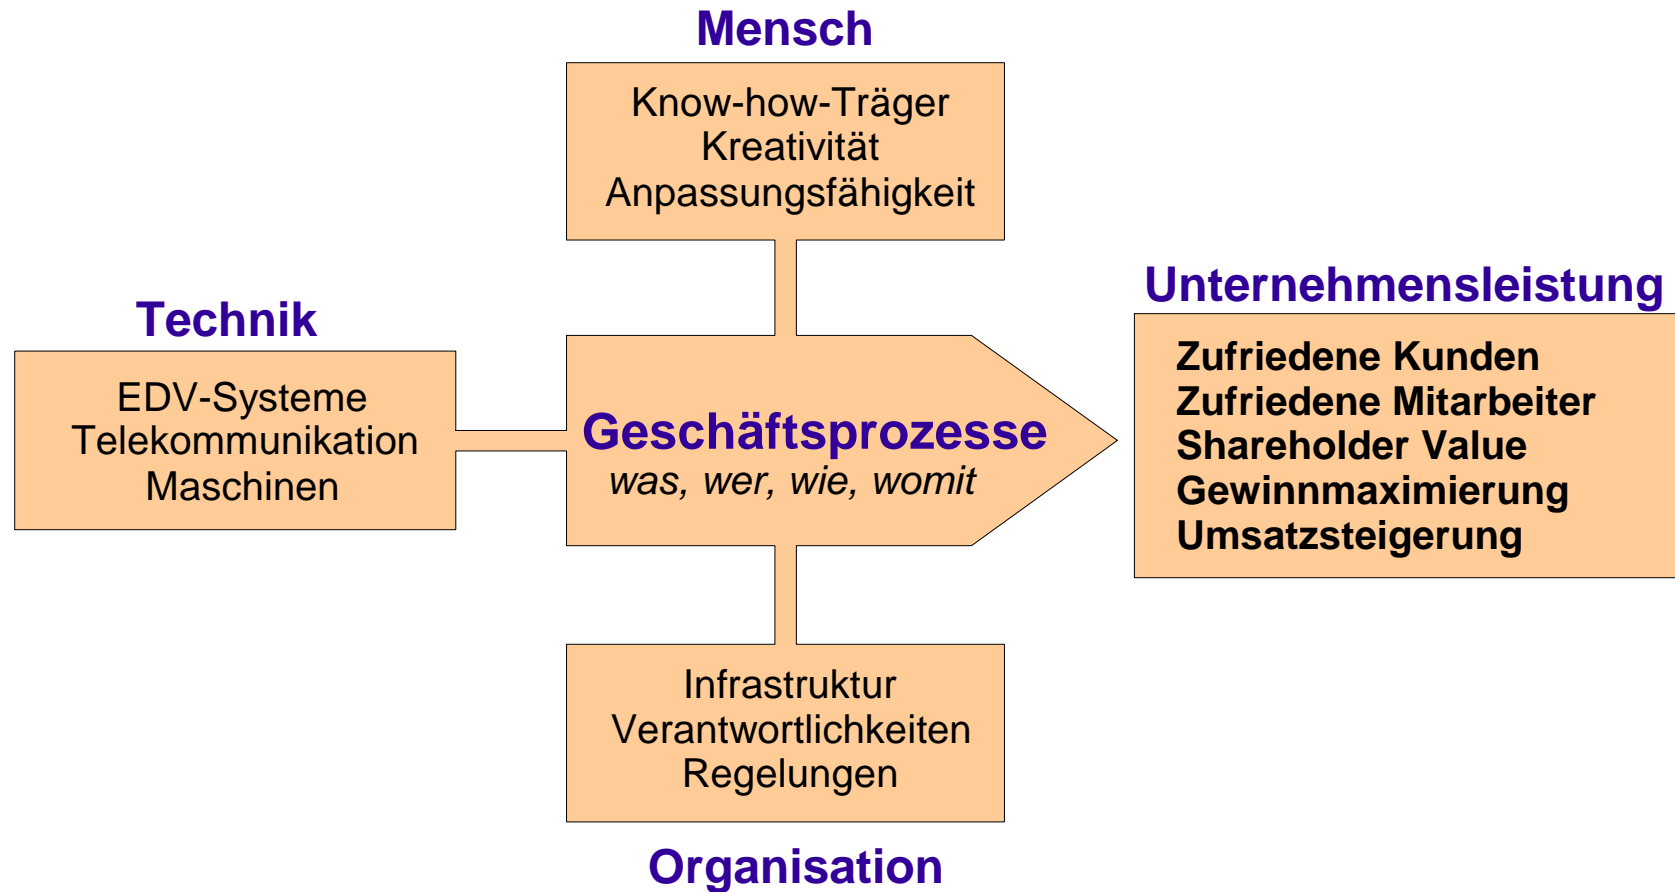 Mensch
Know-how-Träger
Kreativität
Anpassungsfähigkeit
Technik
EDV-Systeme
Telekommunikation
Maschinen
Geschäftsprozesse
was, wer, wie, womit
Unternehmensleistung
Zufriedene Kunden
Zufriedene Mitarbeiter
Shareholder Value
Gewinnmaximierung
Umsatzsteigerung
Infrastruktur
Verantwortlichkeiten
Regelungen
Organisation